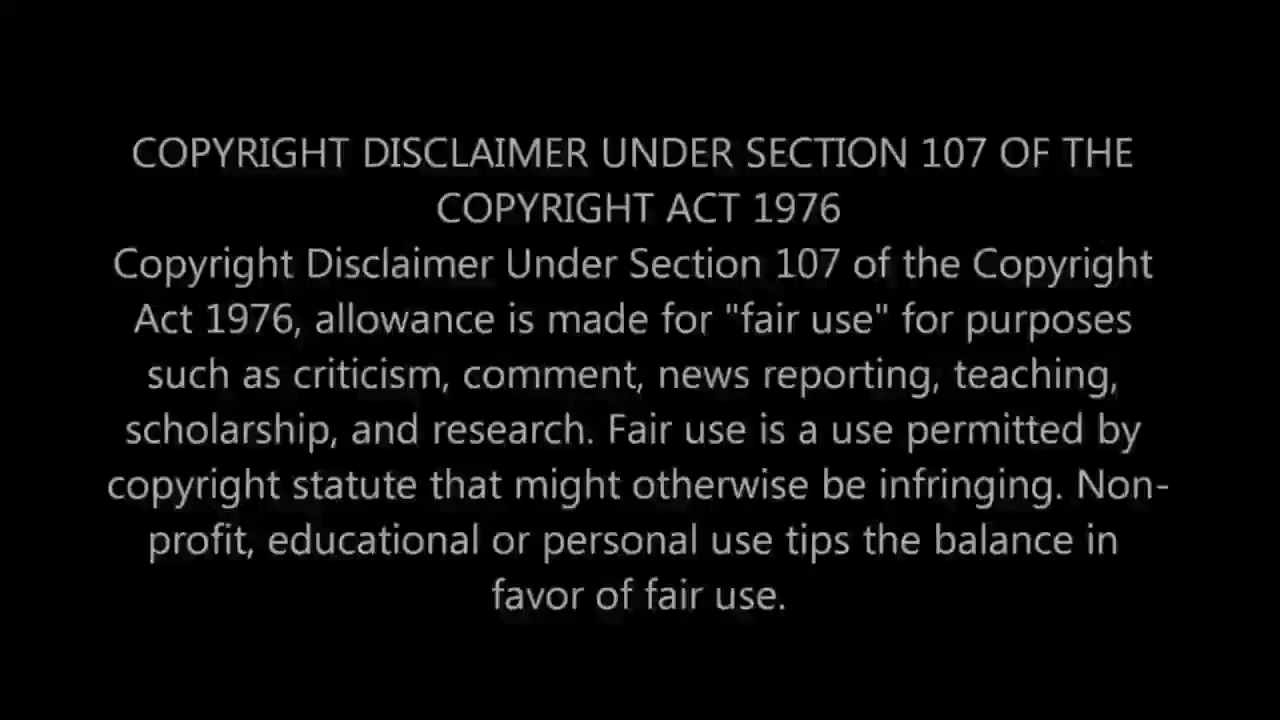 COPYRIGHT DISCLAIMER UNDER SECTION 107 OF THE
COPYRIGHT ACT 1976
Copyright Disclaimer Under Section 107 of the Copyright
Act 1976, allowance is made for "fair use" for purposes
such as criticism, comment, news reporting, teaching,
scholarship, and research. Fair use is a use permitted by
copyright statute that might otherwise be infringing. Non-
profit, educational or personal use tips the balance in
favor of fair use.